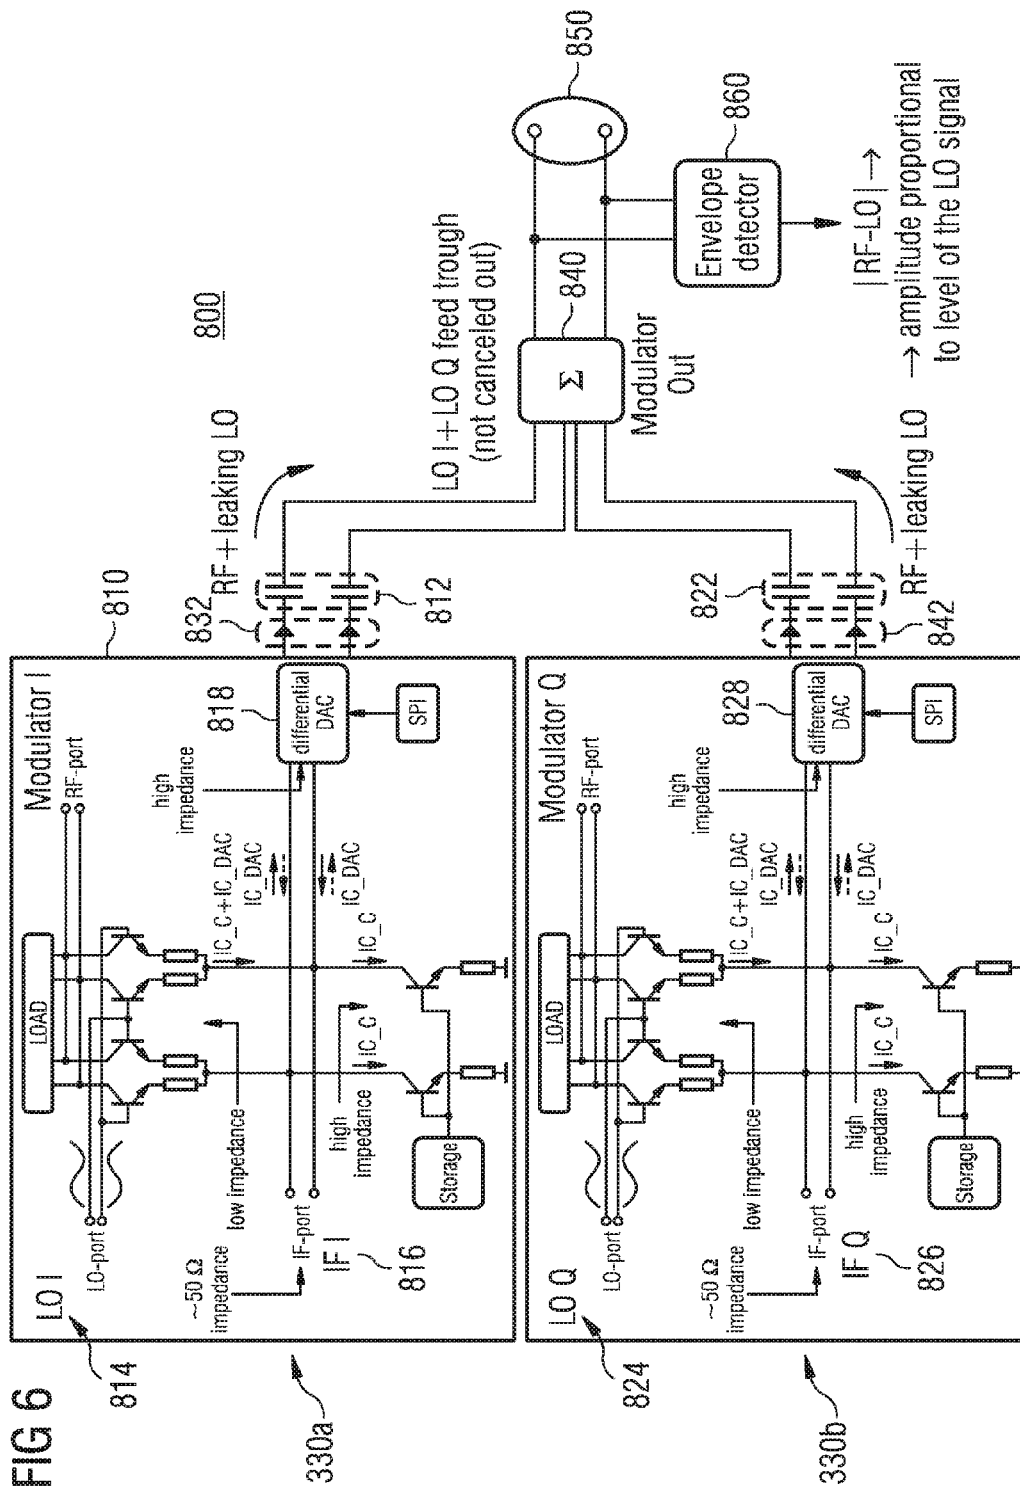 FIG 6
800
810
Modulator I
LO I
814
LO-port
LOAD
RF-port
~50 Ω
impedance
low impedance
IF-port
IF I
816
high
impedance
IC_C
IC_C
IC_C+IC_DAC
IC_DAC
IC_DAC
high
impedance
818
differential
DAC
SPI
Storage
330a
832
812
RF+leaking LO
Modulator Q
LO Q
824
LO-port
LOAD
RF-port
~50 Ω
impedance
low impedance
IF-port
IF Q
826
high
impedance
IC_C
IC_C
IC_C+IC_DAC
IC_DAC
IC_DAC
high
impedance
828
differential
DAC
SPI
Storage
330b
822
842
RF+leaking LO
LO I+LO Q feed trough
(not canceled out)
840
Σ
Modulator
Out
850
860
Envelope
detector
|RF-LO|→
→ amplitude proportional
to level of the LO signal